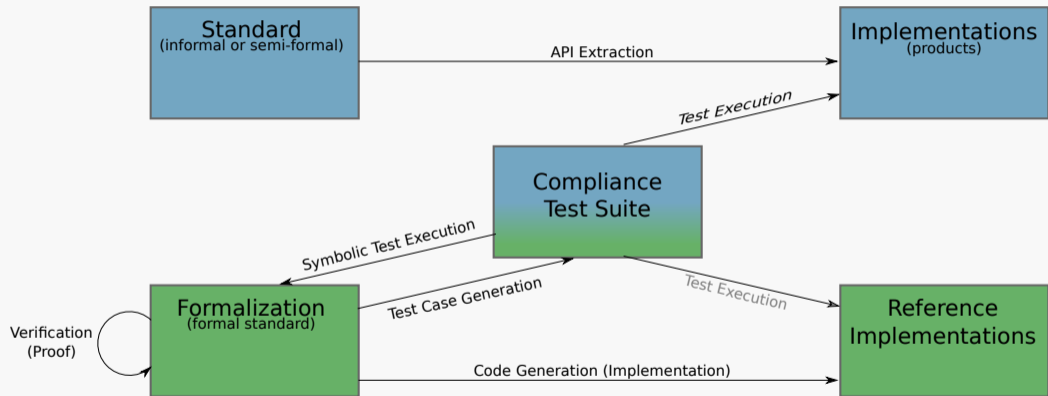 Standard
(informal or semi-formal)
Implementations
(products)
API Extraction
Test Execution
Compliance
Test Suite
Symbolic Test Execution
Test Case Generation
Test Execution
Formalization
(formal standard)
Verification
(Proof)
Reference
Implementations
Code Generation (Implementation)